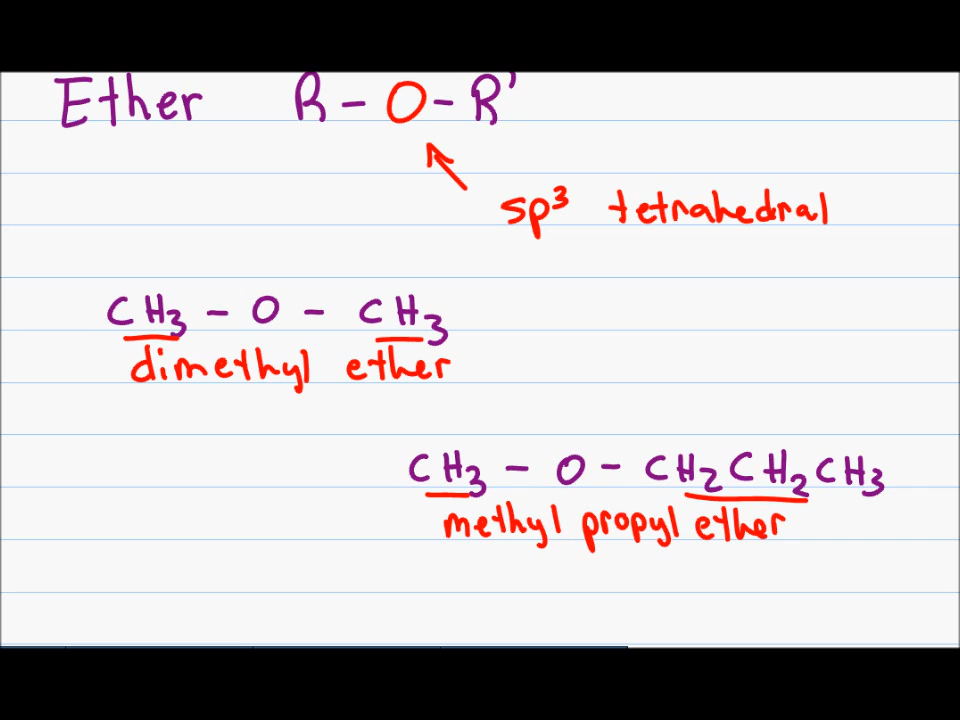 Ether R - O - R'
sp³ tetrahedral
CH₃ - O - CH₃
dimethyl ether
CH₃ - O - CH₂CH₂CH₃
methyl propyl ether